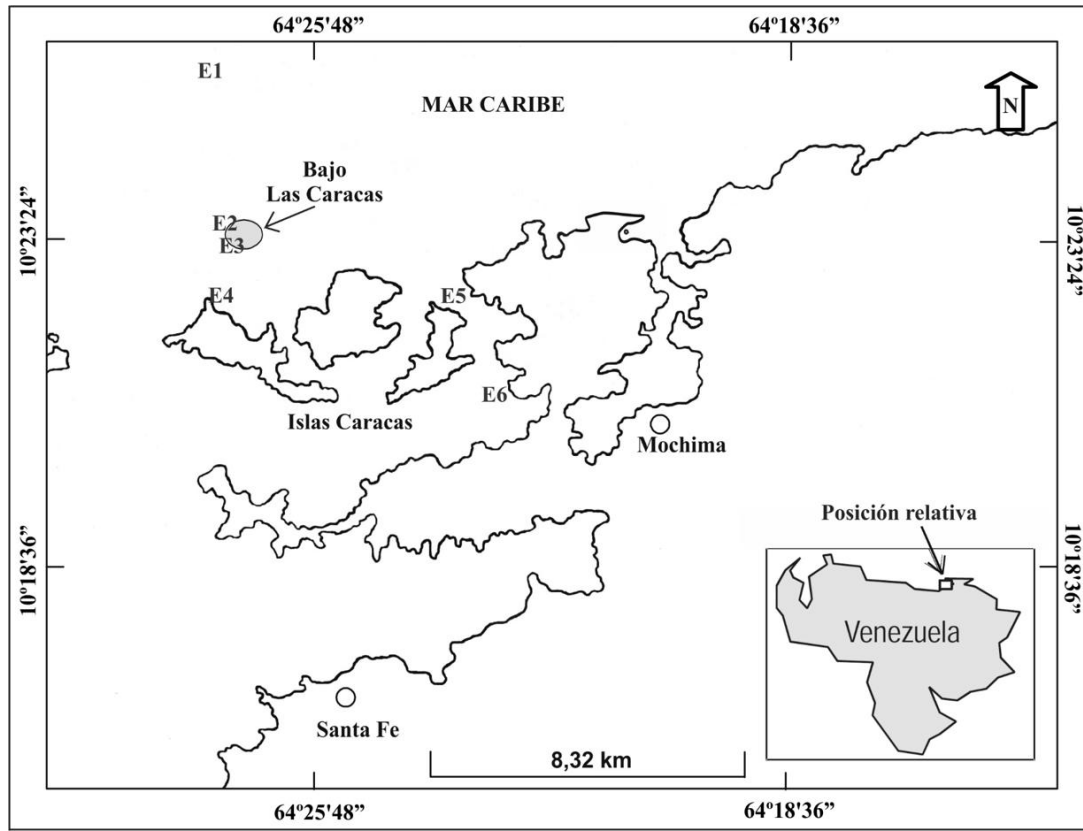 64º25'48” 64º18'36”
E1
MAR CARIBE
N
Bajo
Las Caracas
10º23'24”
E2
E3
10º23'24”
E4
E5
E6
Islas Caracas
Mochima
Posición relativa
10º18'36”
10º18'36”
Venezuela
Santa Fe
8,32 km
64º25'48” 64º18'36”